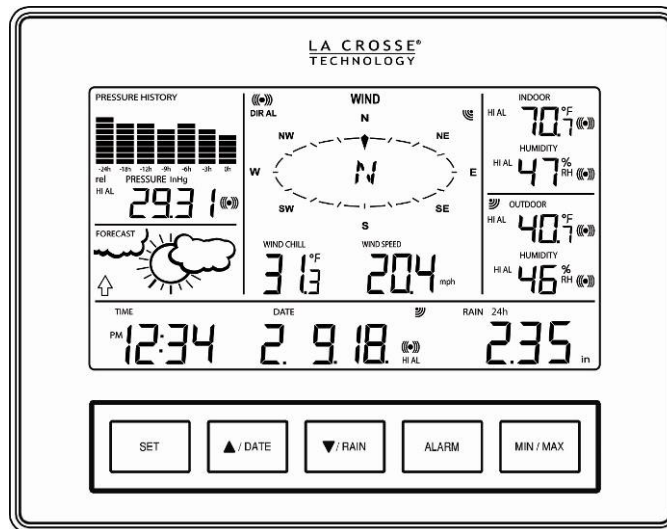 LA CROSSE®
TECHNOLOGY
PRESSURE HISTORY
-24h -18h -12h -9h -6h -3h 0h
rel PRESSURE InHg
HI AL 29.31
FORECAST
DIR AL
WIND
N
NW NE
W N E
SW SE
S
WIND CHILL WIND SPEED
31.3 °F 20.4 mph
INDOOR
HI AL 70.7 °F
HUMIDITY
HI AL 47 % RH
OUTDOOR
HI AL 40.7 °F
HUMIDITY
HI AL 46 % RH
TIME DATE RAIN 24h
PM 12:34 2. 9.18. HI AL 2.35 in
SET ▲/ DATE ▼/ RAIN ALARM MIN / MAX